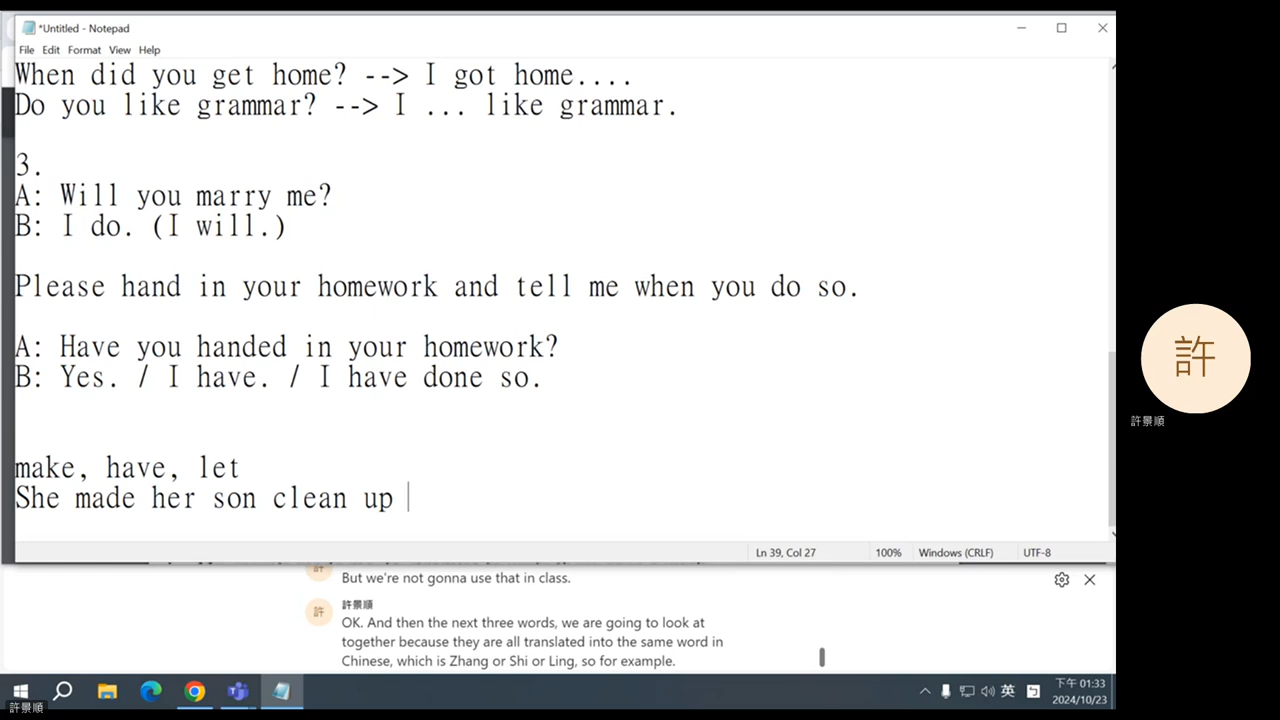 *Untitled - Notepad
File Edit Format View Help
When did you get home? --> I got home....
Do you like grammar? --> I ... like grammar.
3.
A: Will you marry me?
B: I do. (I will.)
Please hand in your homework and tell me when you do so.
A: Have you handed in your homework?
B: Yes. / I have. / I have done so.
make, have, let
She made her son clean up
Ln 39, Col 27 100% Windows (CRLF) UTF-8
許 But we're not gonna use that in class.
許景順
許 OK. And then the next three words, we are going to look at
together because they are all translated into the same word in
Chinese, which is Zhang or Shi or Ling, so for example.
許
許景順
英 ㄅ 下午 01:33
2024/10/23
許景順